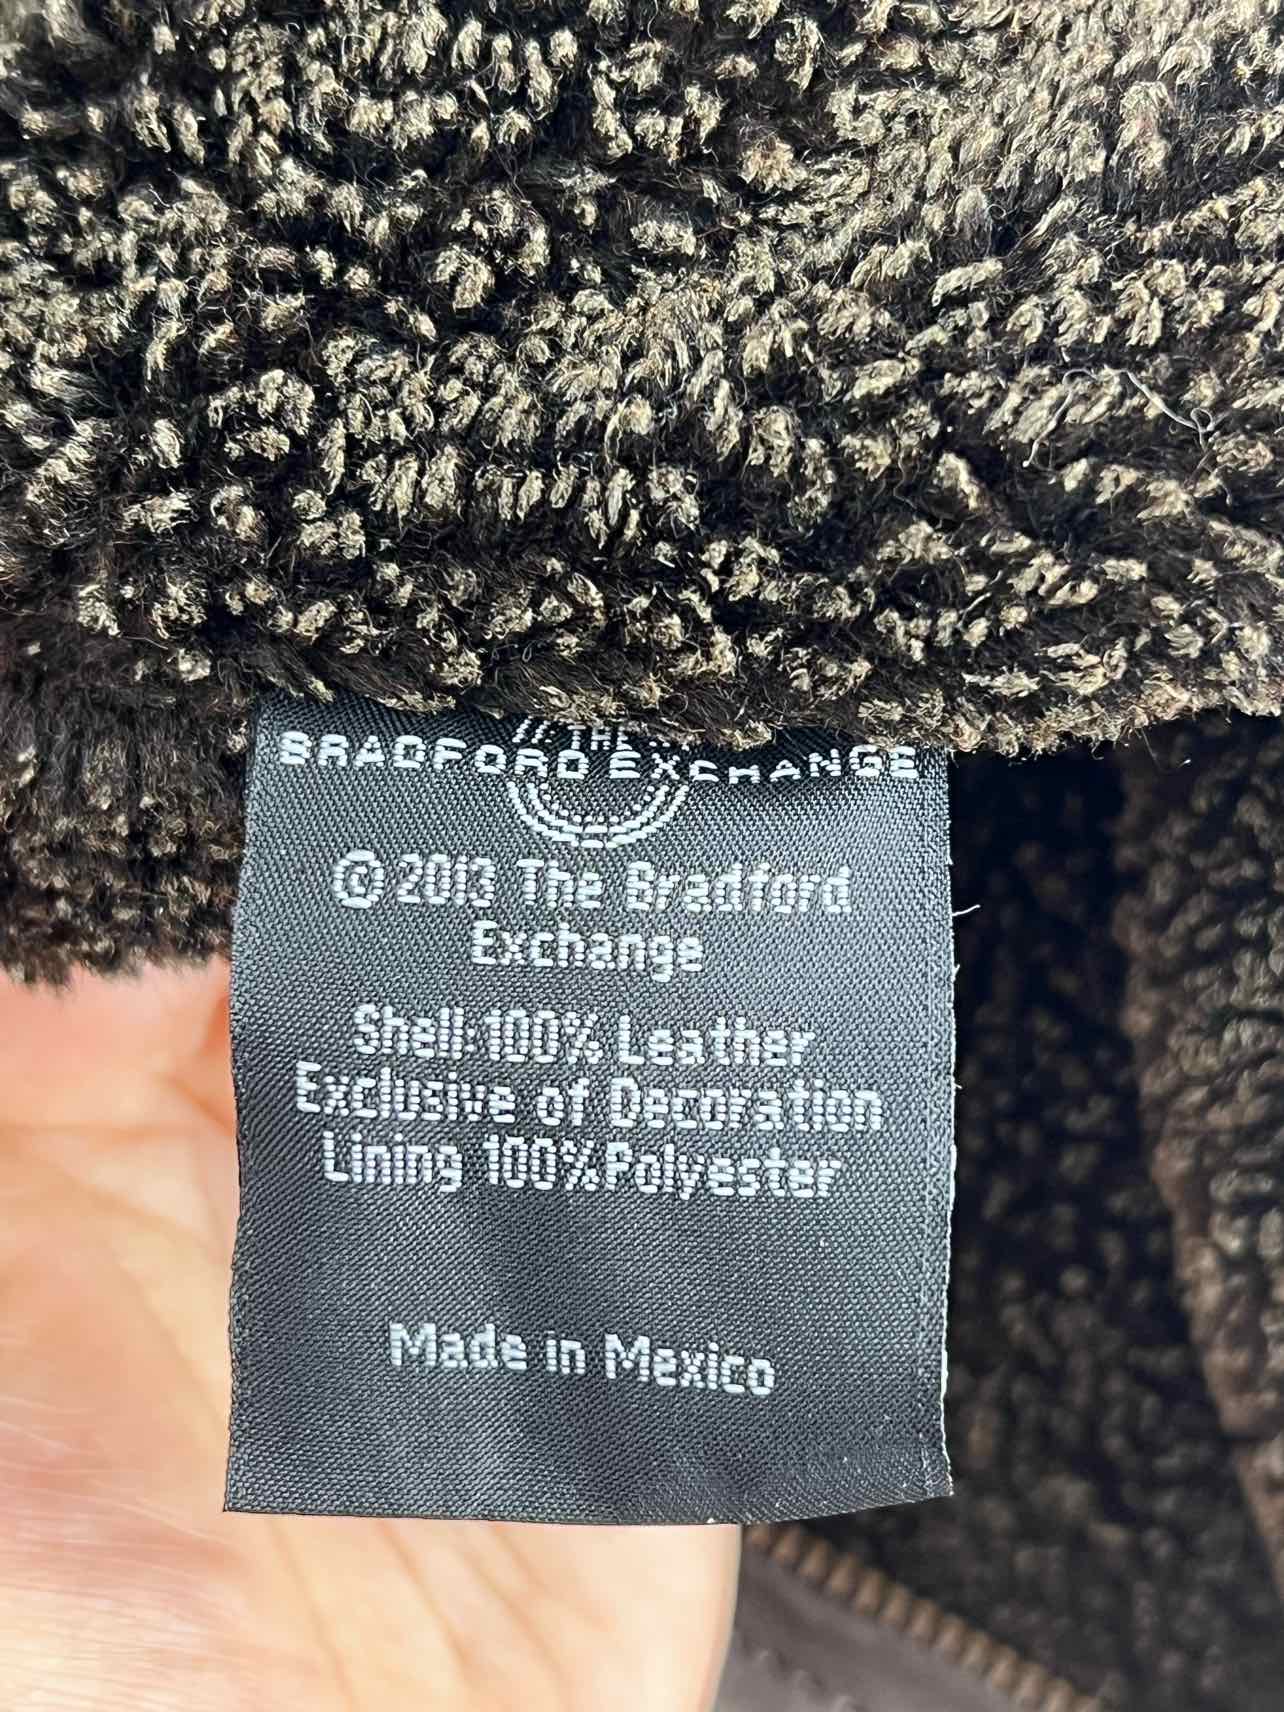 THE
BRADFORD EXCHANGE
© 2013 The Bradford
Exchange
Shell:100% Leather
Exclusive of Decoration
Lining 100%Polyester
Made in Mexico